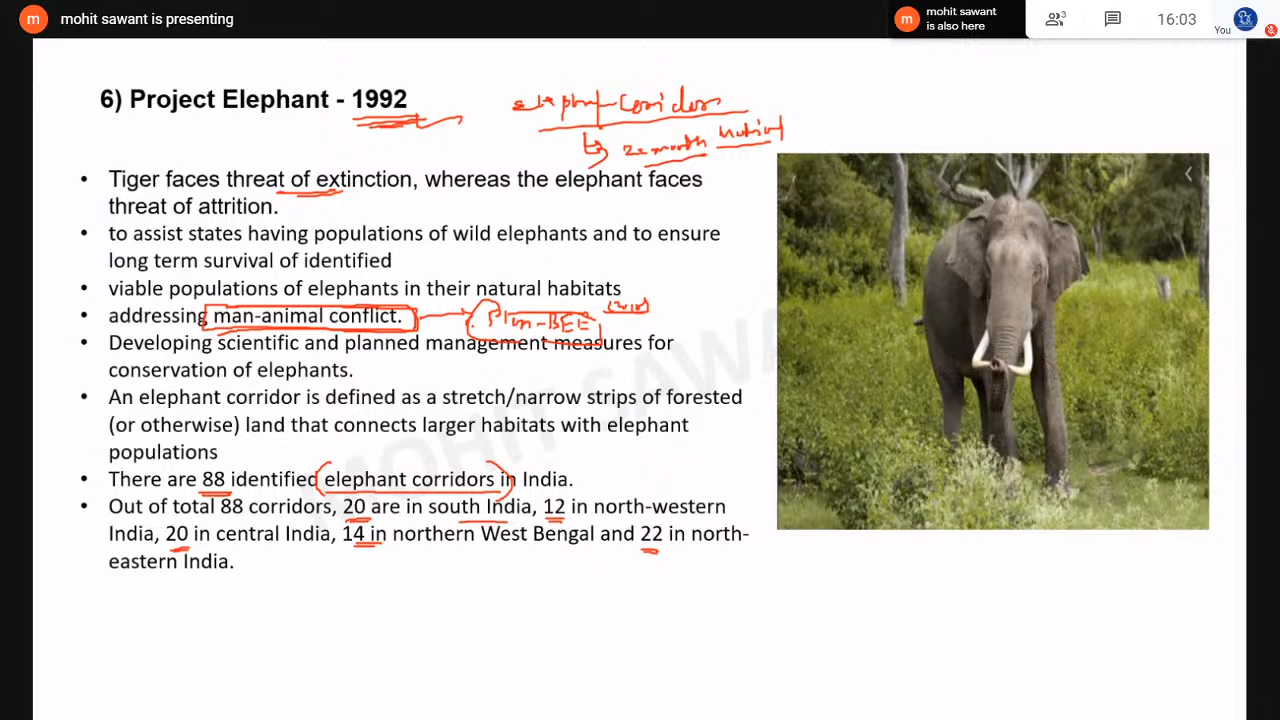 m mohit sawant is presenting
m mohit sawant
is also here
3
16:03
You
6) Project Elephant - 1992
corridors
• Tiger faces threat of extinction, whereas the elephant faces
threat of attrition.
• to assist states having populations of wild elephants and to ensure
long term survival of identified
• viable populations of elephants in their natural habitats
• addressing man-animal conflict.
Plan-BEE
• Developing scientific and planned management measures for
conservation of elephants.
• An elephant corridor is defined as a stretch/narrow strips of forested
(or otherwise) land that connects larger habitats with elephant
populations
• There are 88 identified elephant corridors in India.
• Out of total 88 corridors, 20 are in south India, 12 in north-western
India, 20 in central India, 14 in northern West Bengal and 22 in north-
eastern India.
MOHIT SAWA